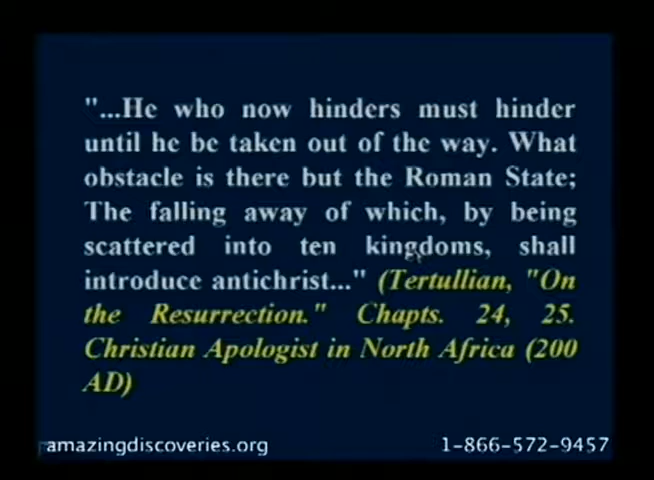 "...He who now hinders must hinder
until he be taken out of the way. What
obstacle is there but the Roman State;
The falling away of which, by being
scattered into ten kingdoms, shall
introduce antichrist..." (Tertullian, "On
the Resurrection." Chapts. 24, 25.
Christian Apologist in North Africa (200
AD)
amazingdiscoveries.org 1-866-572-9457